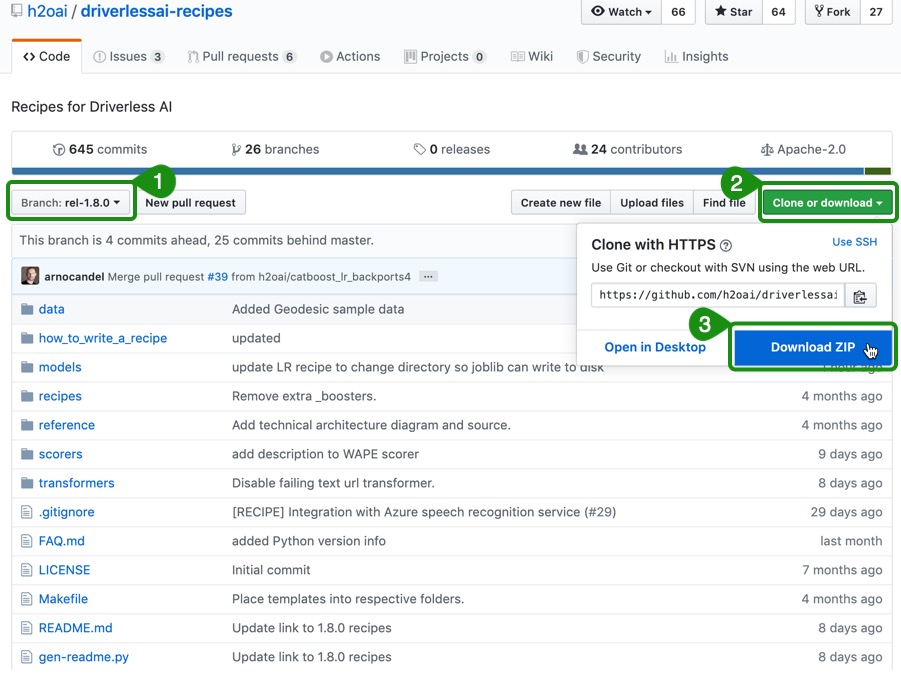 h2oai / driverlessai-recipes
Watch 66 Star 64 Fork 27
Code Issues 3 Pull requests 6 Actions Projects 0 Wiki Security Insights
Recipes for Driverless AI
645 commits 26 branches 0 releases 24 contributors Apache-2.0
1
2
Branch: rel-1.8.0 New pull request Create new file Upload files Find file Clone or download
This branch is 4 commits ahead, 25 commits behind master.
Clone with HTTPS ? Use SSH
Use Git or checkout with SVN using the web URL.
arnocandel Merge pull request #39 from h2oai/catboost_lr_backports4 ...
https://github.com/h2oai/driverlessai
data Added Geodesic sample data
3
how_to_write_a_recipe updated
Open in Desktop Download ZIP
models update LR recipe to change directory so joblib can write to disk 1 hour ago
recipes Remove extra _boosters. 4 months ago
reference Add technical architecture diagram and source. 4 months ago
scorers add description to WAPE scorer 9 days ago
transformers Disable failing text url transformer. 8 days ago
.gitignore [RECIPE] Integration with Azure speech recognition service (#29) 29 days ago
FAQ.md added Python version info last month
LICENSE Initial commit 7 months ago
Makefile Place templates into respective folders. 4 months ago
README.md Update link to 1.8.0 recipes 8 days ago
gen-readme.py Update link to 1.8.0 recipes 8 days ago